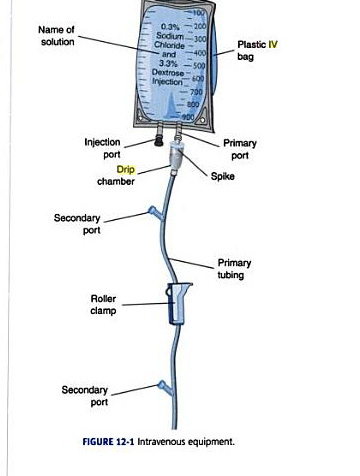 Name of
solution
0.3%
Sodium
Chloride
and
3.3%
Dextrose
Injection
100
200
300
400
500
600
700
800
900
Plastic IV
bag
Injection
port
Primary
port
Drip
chamber
Spike
Secondary
port
Primary
tubing
Roller
clamp
Secondary
port
FIGURE 12-1 Intravenous equipment.